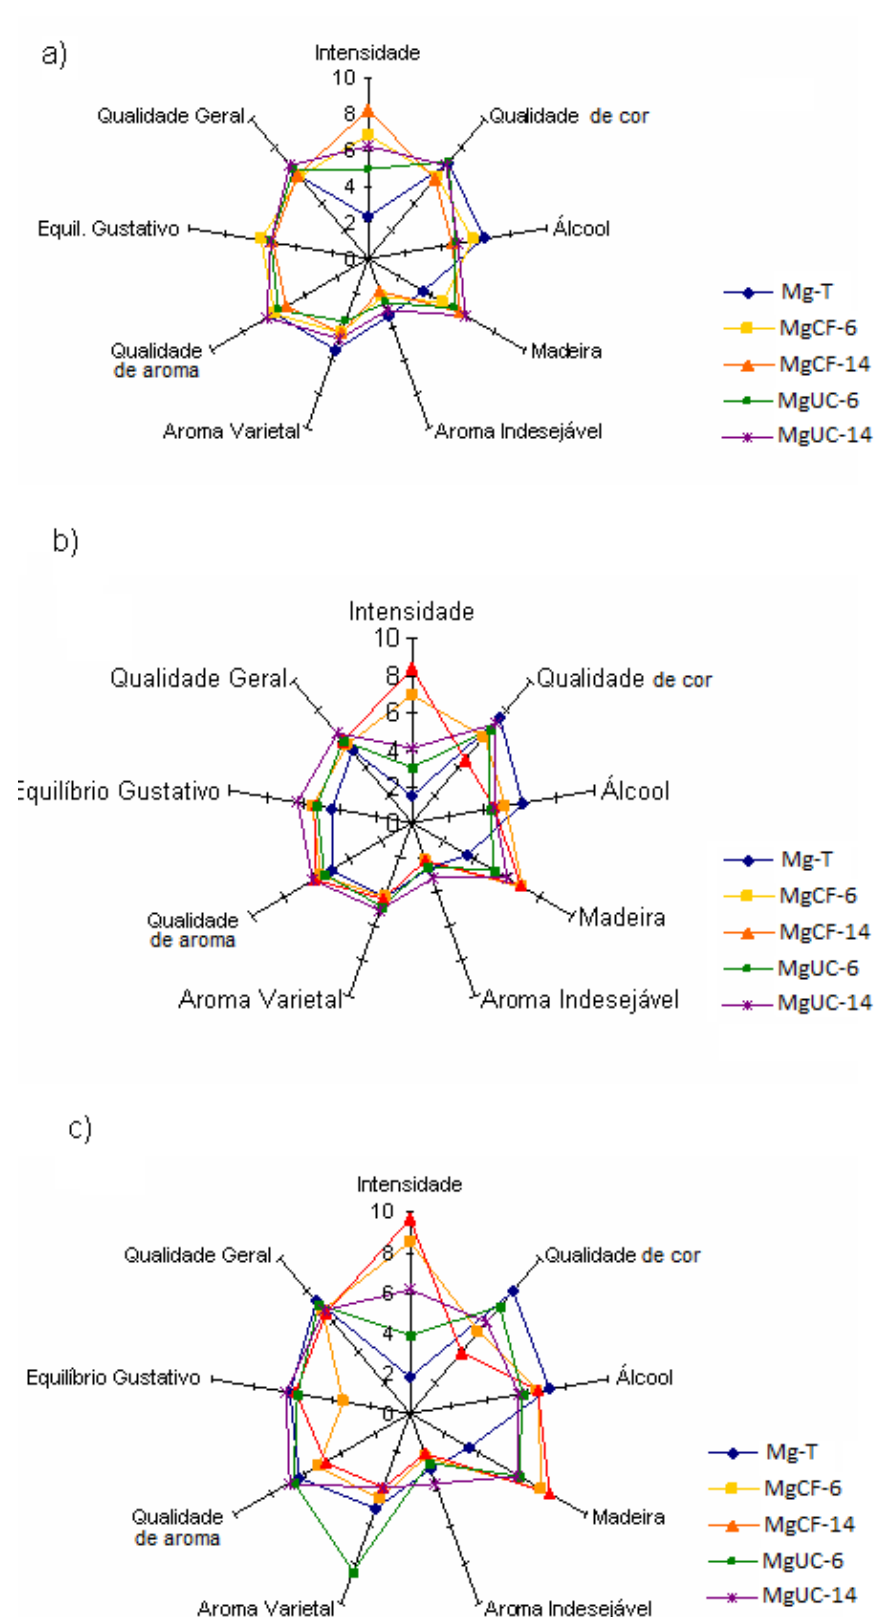 a)
Intensidade
10
8
6
4
2
0
Qualidade Geral
Qualidade de cor
Equil. Gustativo
Álcool
Qualidade
de aroma
Madeira
Aroma Varietal
Aroma Indesejável
Mg-T
MgCF-6
MgCF-14
MgUC-6
MgUC-14
b)
Intensidade
10
8
6
4
2
0
Qualidade Geral
Qualidade de cor
Equilíbrio Gustativo
Álcool
Qualidade
de aroma
Madeira
Aroma Varietal
Aroma Indesejável
Mg-T
MgCF-6
MgCF-14
MgUC-6
MgUC-14
c)
Intensidade
10
8
6
4
2
0
Qualidade Geral
Qualidade de cor
Equilíbrio Gustativo
Álcool
Qualidade
de aroma
Madeira
Aroma Varietal
Aroma Indesejável
Mg-T
MgCF-6
MgCF-14
MgUC-6
MgUC-14